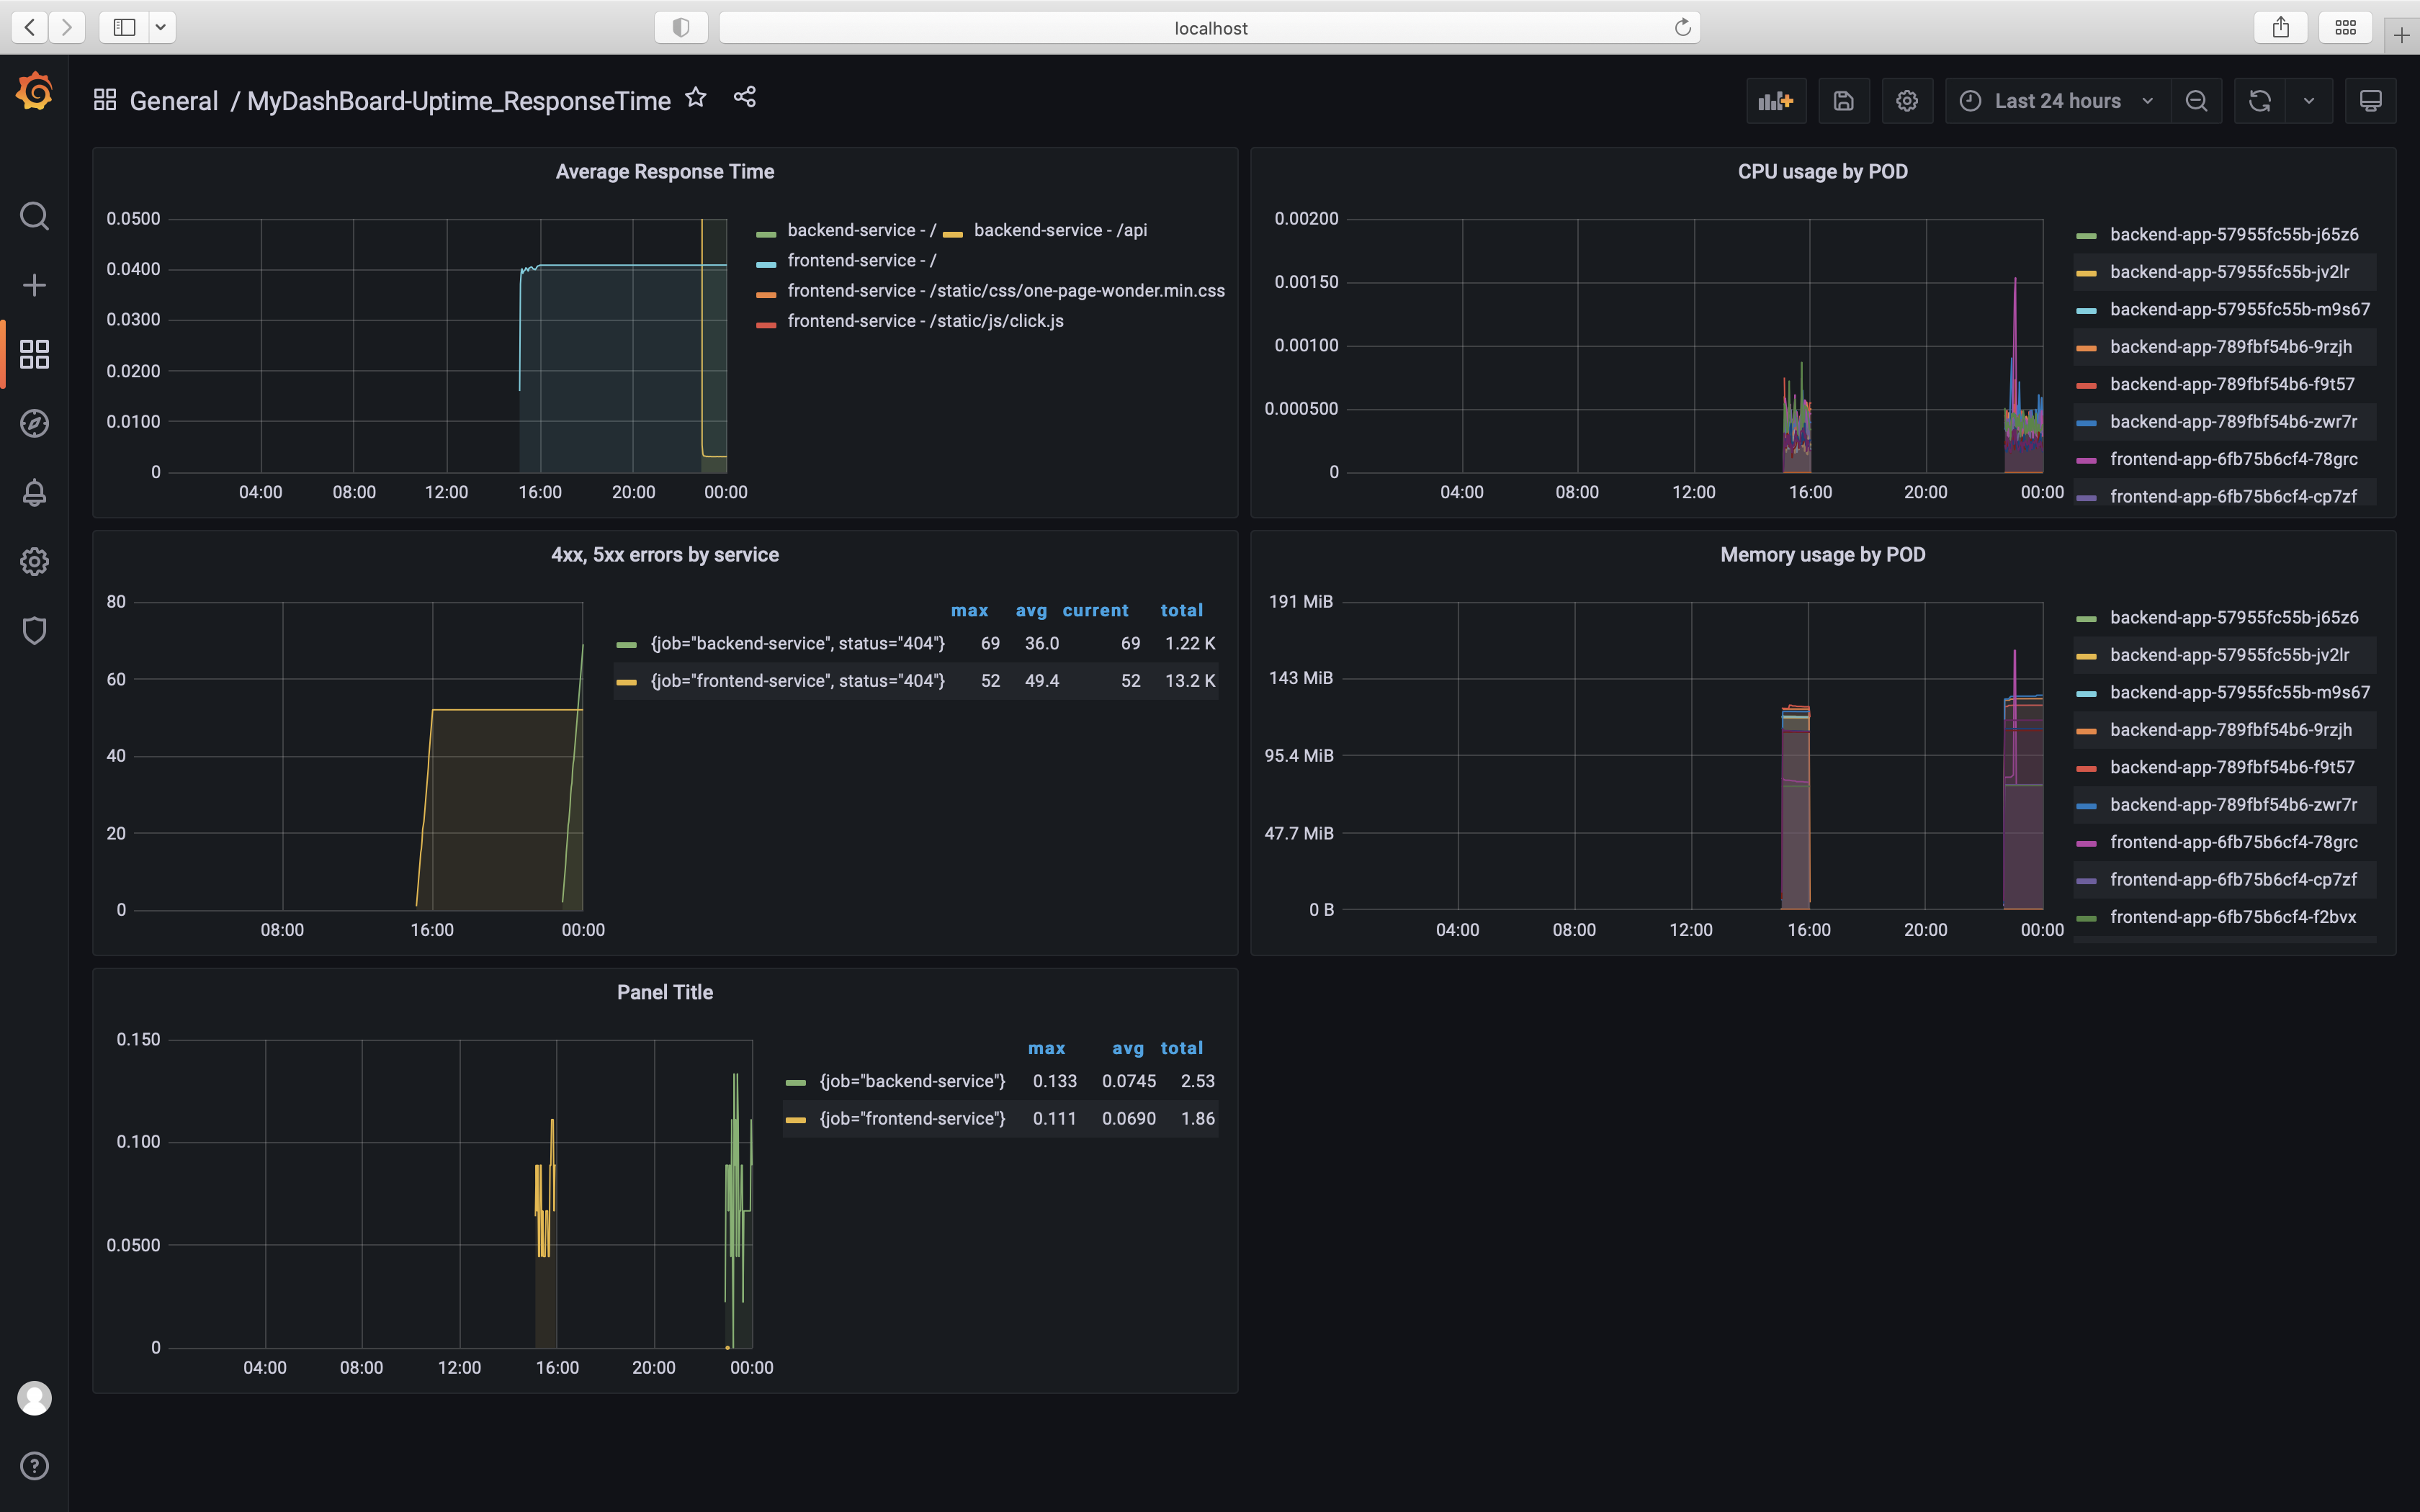 localhost
General / MyDashBoard-Uptime_ResponseTime
Last 24 hours
Average Response Time
0.0500
0.0400
0.0300
0.0200
0.0100
0
04:00 08:00 12:00 16:00 20:00 00:00
backend-service - / backend-service - /api
frontend-service - /
frontend-service - /static/css/one-page-wonder.min.css
frontend-service - /static/js/click.js
CPU usage by POD
0.00200
0.00150
0.00100
0.000500
0
04:00 08:00 12:00 16:00 20:00 00:00
backend-app-57955fc55b-j65z6
backend-app-57955fc55b-jv2lr
backend-app-57955fc55b-m9s67
backend-app-789fbf54b6-9rzjh
backend-app-789fbf54b6-f9t57
backend-app-789fbf54b6-zwr7r
frontend-app-6fb75b6cf4-78grc
frontend-app-6fb75b6cf4-cp7zf
4xx, 5xx errors by service
80
60
40
20
0
08:00 16:00 00:00
max avg current total
{job="backend-service", status="404"} 69 36.0 69 1.22 K
{job="frontend-service", status="404"} 52 49.4 52 13.2 K
Memory usage by POD
191 MiB
143 MiB
95.4 MiB
47.7 MiB
0 B
04:00 08:00 12:00 16:00 20:00 00:00
backend-app-57955fc55b-j65z6
backend-app-57955fc55b-jv2lr
backend-app-57955fc55b-m9s67
backend-app-789fbf54b6-9rzjh
backend-app-789fbf54b6-f9t57
backend-app-789fbf54b6-zwr7r
frontend-app-6fb75b6cf4-78grc
frontend-app-6fb75b6cf4-cp7zf
frontend-app-6fb75b6cf4-f2bvx
Panel Title
0.150
0.100
0.0500
0
04:00 08:00 12:00 16:00 20:00 00:00
max avg total
{job="backend-service"} 0.133 0.0745 2.53
{job="frontend-service"} 0.111 0.0690 1.86